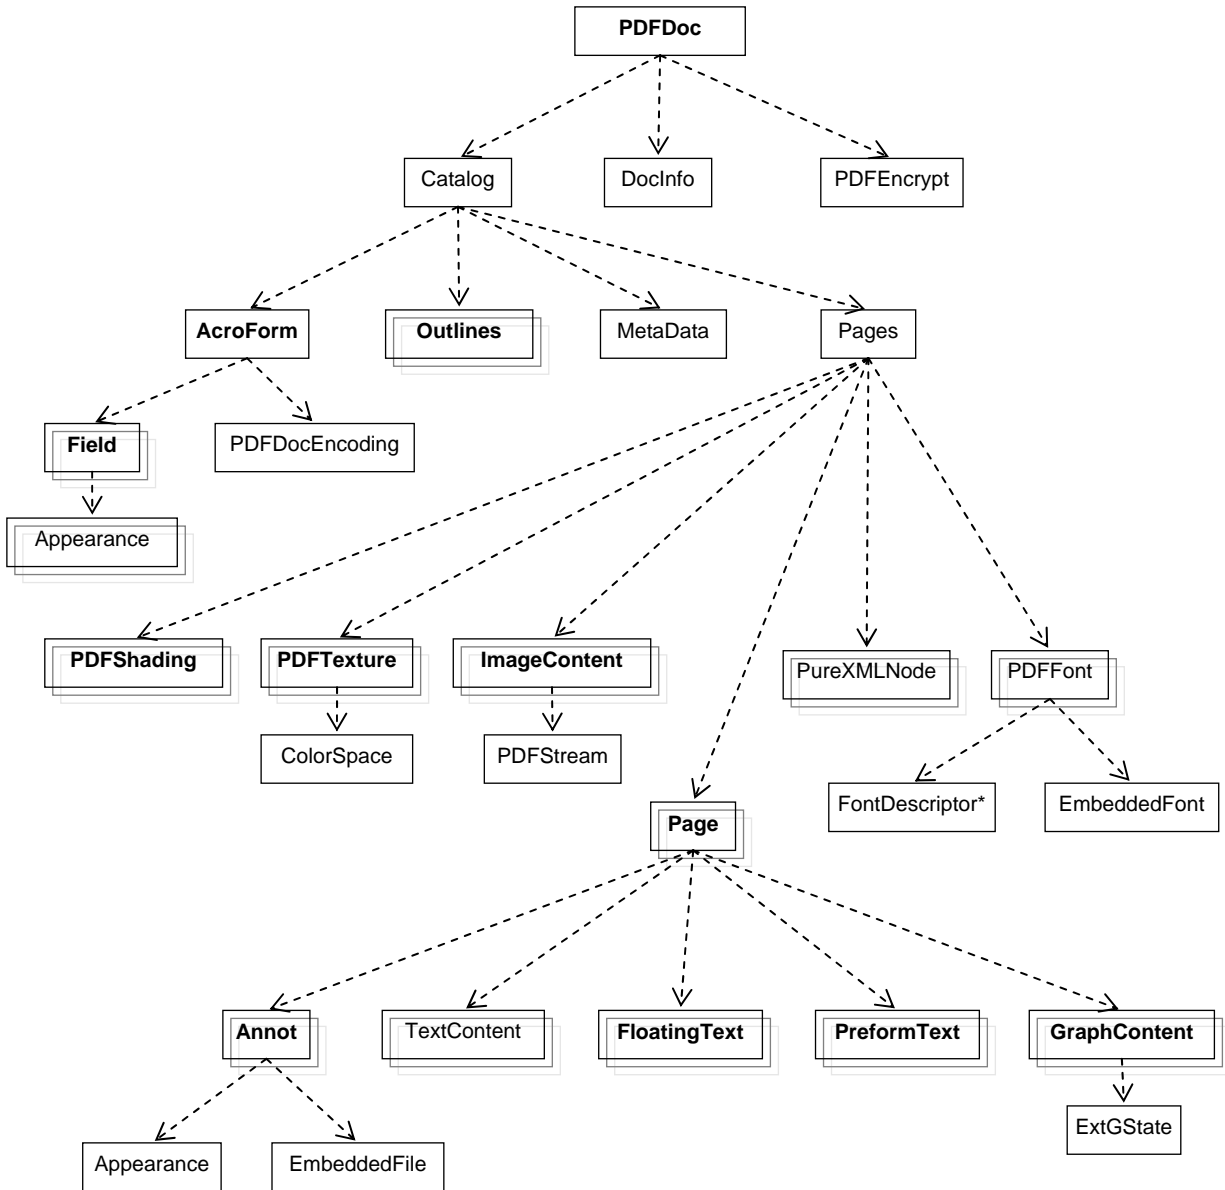 PDFDoc
Catalog
DocInfo
PDFEncrypt
AcroForm
Outlines
MetaData
Pages
Field
PDFDocEncoding
Appearance
PDFShading
PDFTexture
ImageContent
PureXMLNode
PDFFont
ColorSpace
PDFStream
FontDescriptor*
EmbeddedFont
Page
Annot
TextContent
FloatingText
PreformText
GraphContent
ExtGState
Appearance
EmbeddedFile